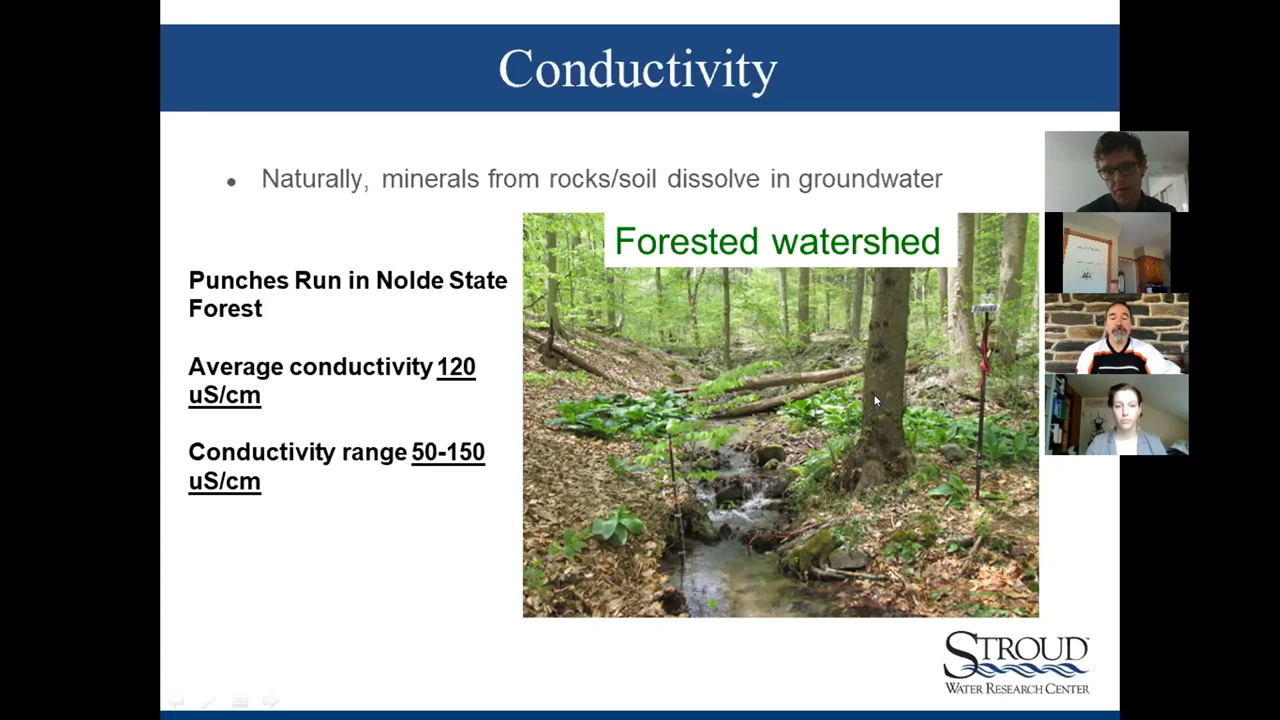 Conductivity
• Naturally, minerals from rocks/soil dissolve in groundwater
Forested watershed
Punches Run in Nolde State
Forest
Average conductivity 120
uS/cm
Conductivity range 50-150
uS/cm
STROUD
WATER RESEARCH CENTER